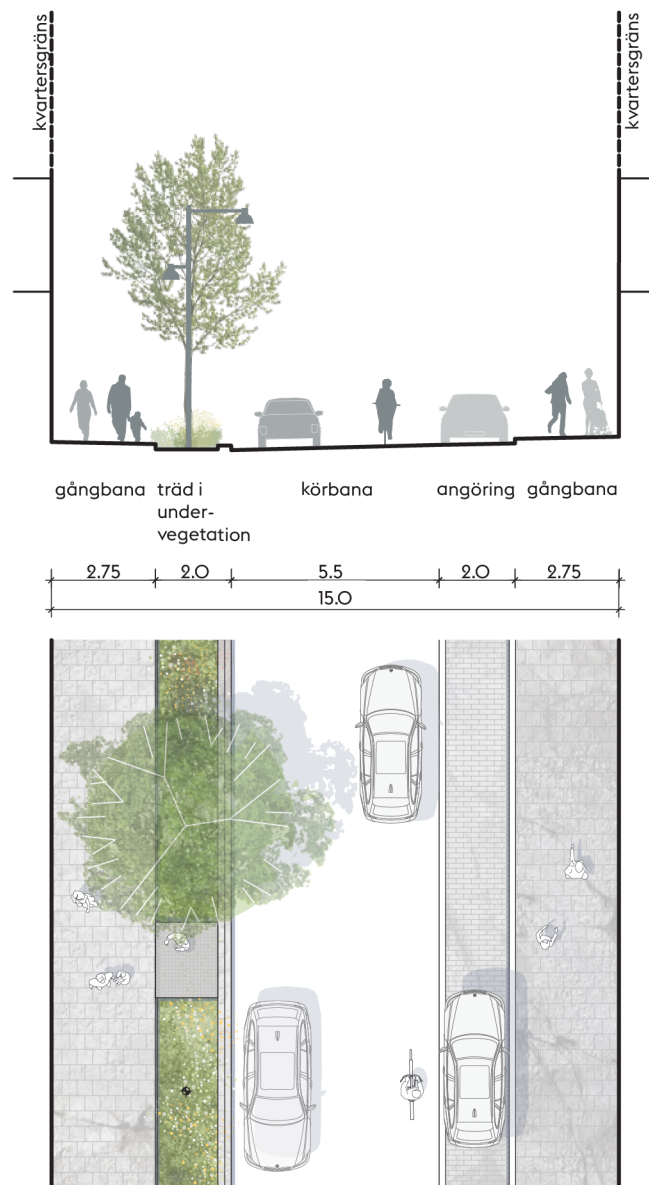 kvartersgräns
kvartersgräns
gångbana
träd i
under-
vegetation
körbana
angöring
gångbana
2.75
2.0
5.5
2.0
2.75
15.0